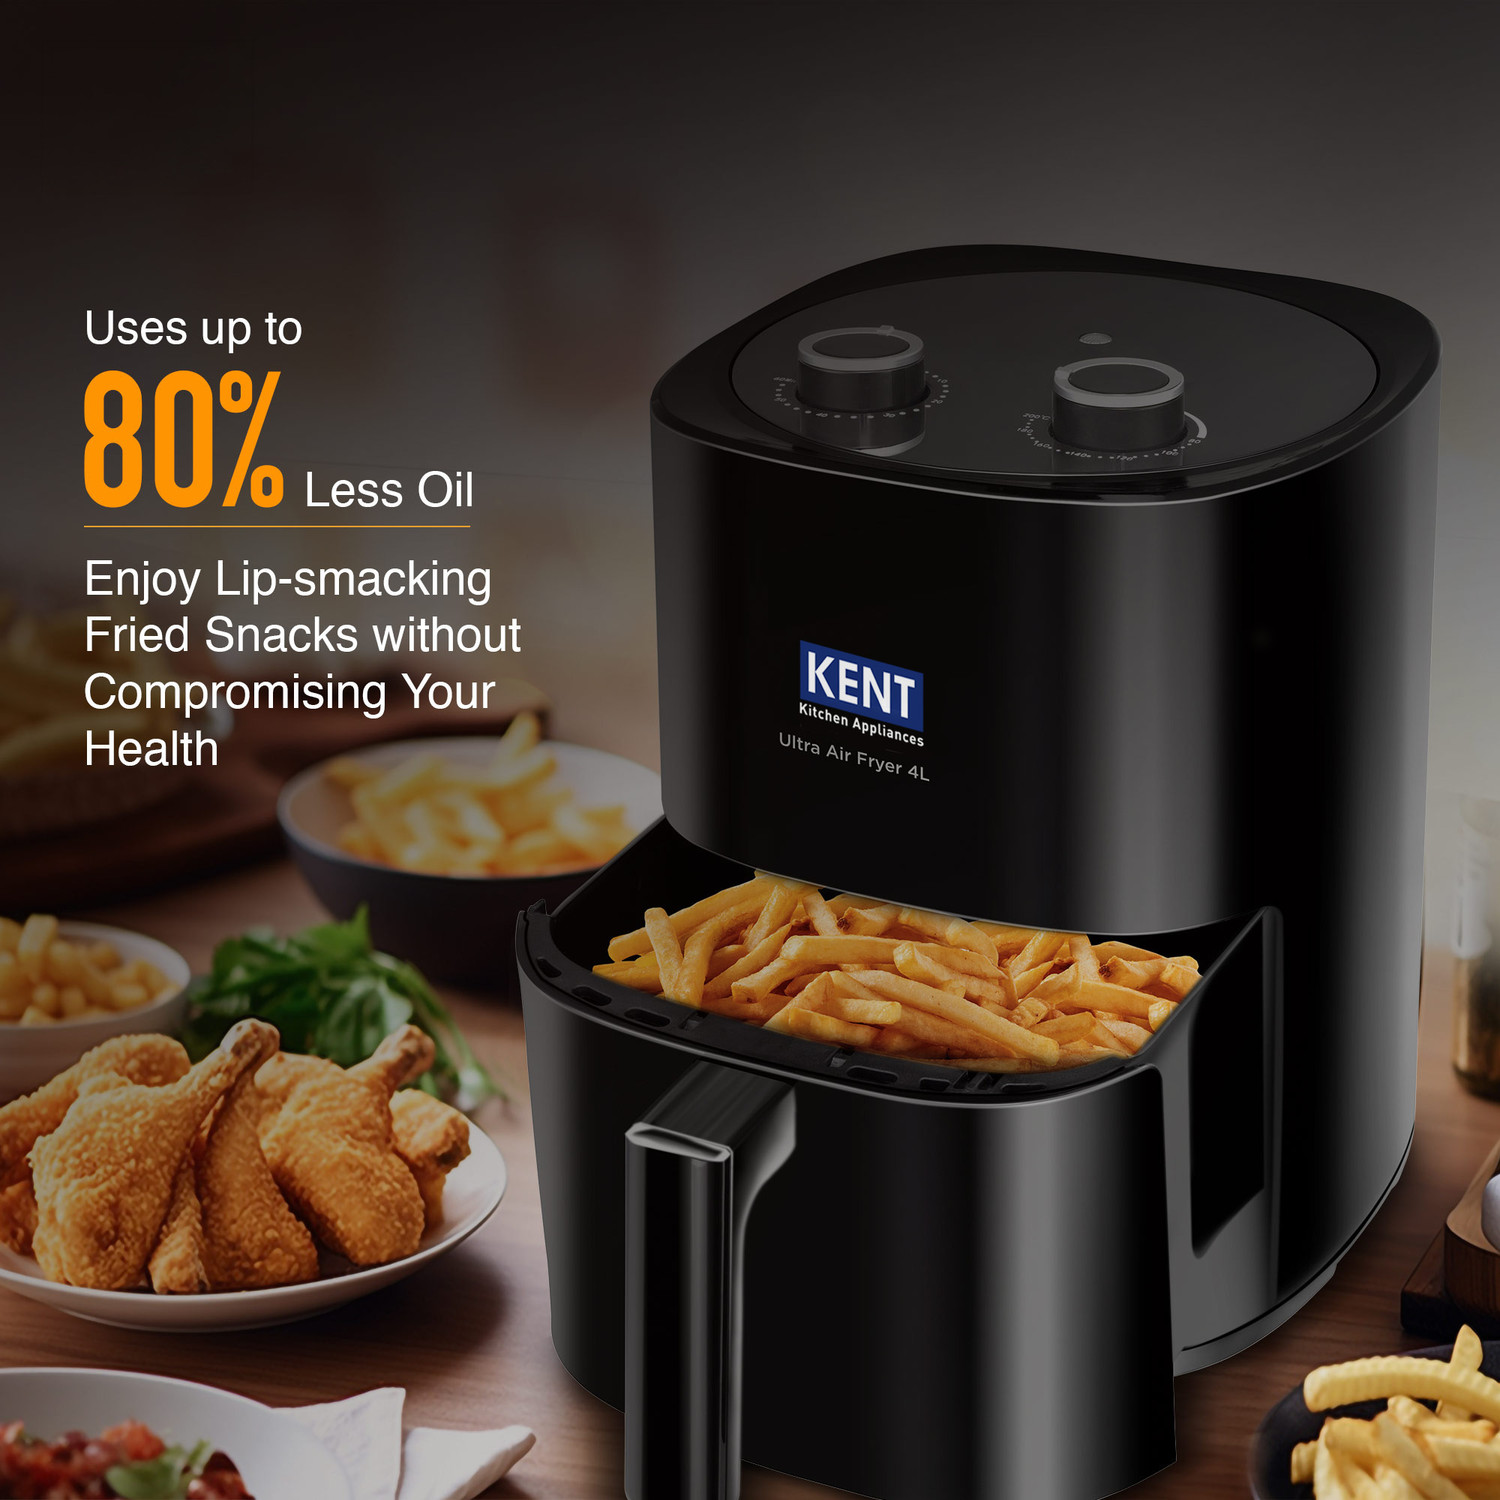 Uses up to
80% Less Oil
Enjoy Lip-smacking
Fried Snacks without
Compromising Your
Health
KENT
Kitchen Appliances
Ultra Air Fryer 4L